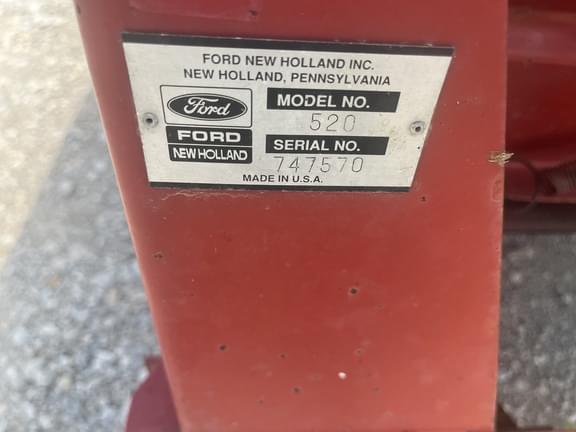 FORD NEW HOLLAND INC.
NEW HOLLAND, PENNSYLVANIA
Ford
FORD
NEW HOLLAND
MODEL NO.
520
SERIAL NO.
747570
MADE IN U.S.A.